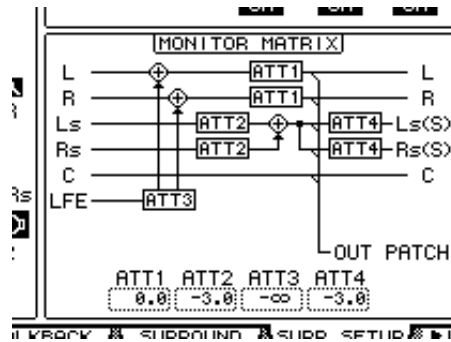 MONITOR MATRIX
L ATT1 L
R ATT1 R
Ls ATT2 ATT4 Ls(S)
Rs ATT2 ATT4 Rs(S)
C C
Rs
LFE ATT3
OUT PATCH
ATT1 ATT2 ATT3 ATT4
0.0 -3.0 -∞ -3.0
SURROUND SURR SETUP